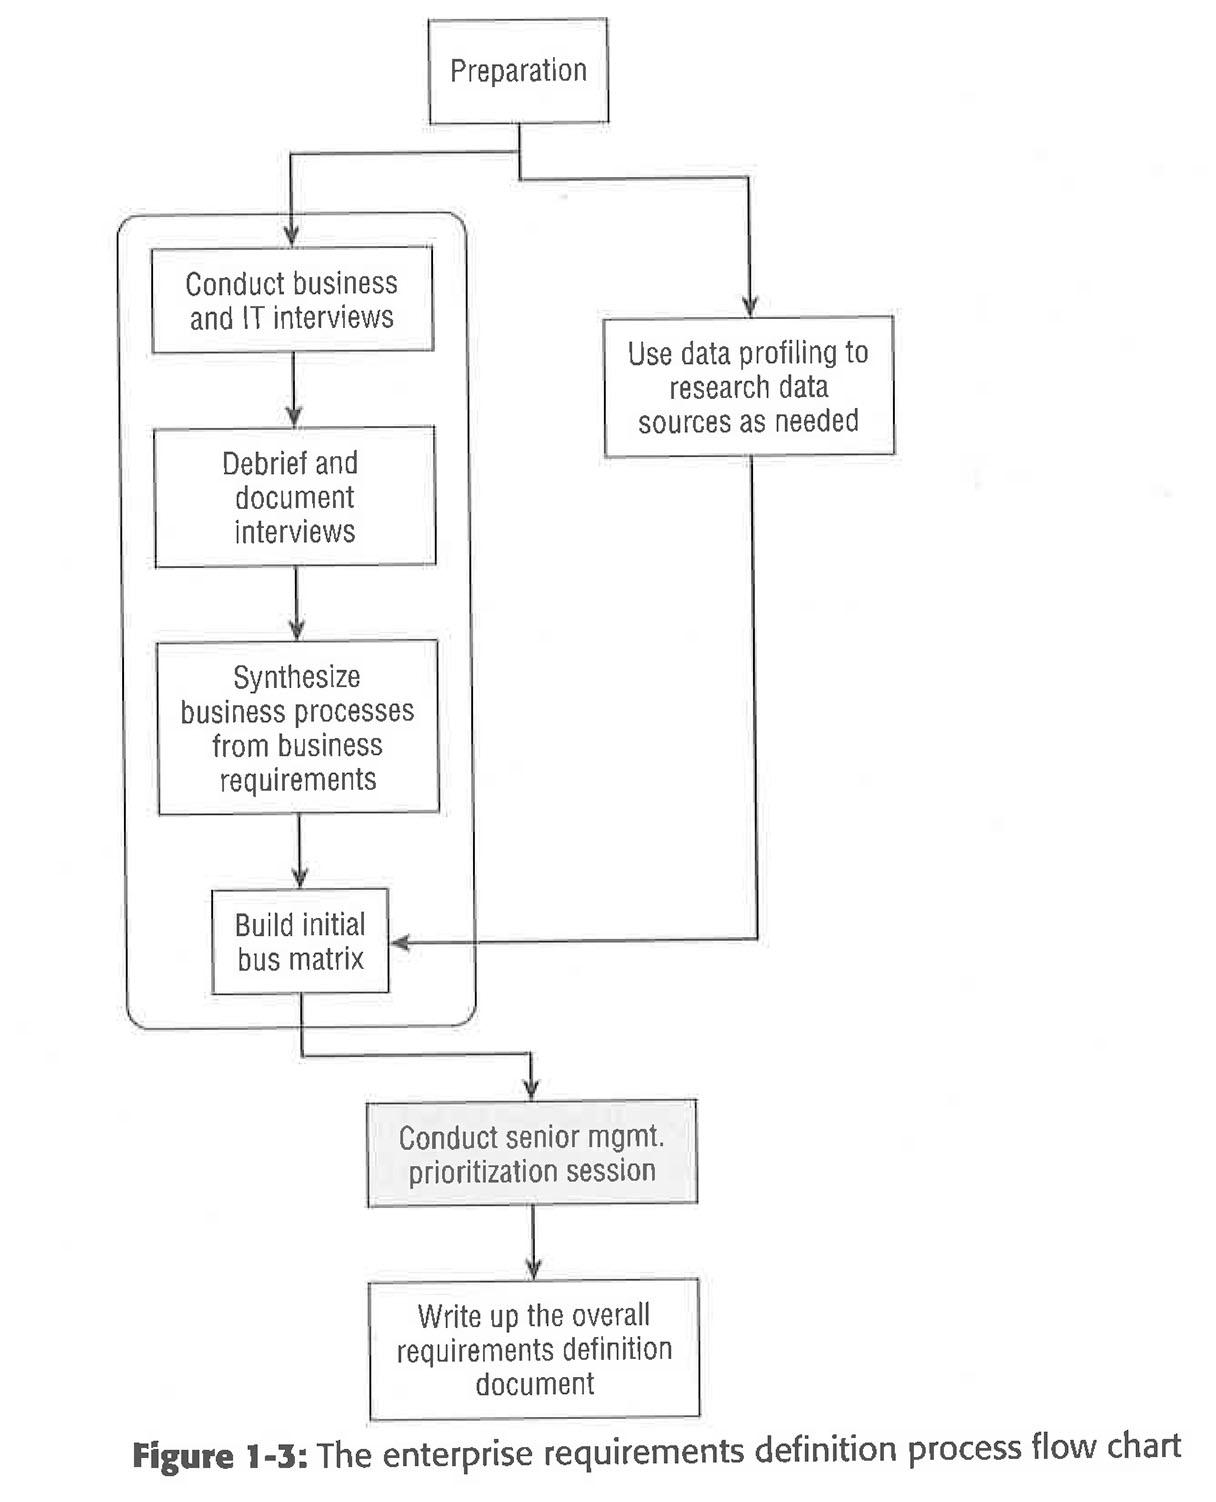 Preparation
Conduct business
and IT interviews
Use data profiling to
research data
sources as needed
Debrief and
document
interviews
Synthesize
business processes
from business
requirements
Build initial
bus matrix
Conduct senior mgmt.
prioritization session
Write up the overall
requirements definition
document
Figure 1-3: The enterprise requirements definition process flow chart